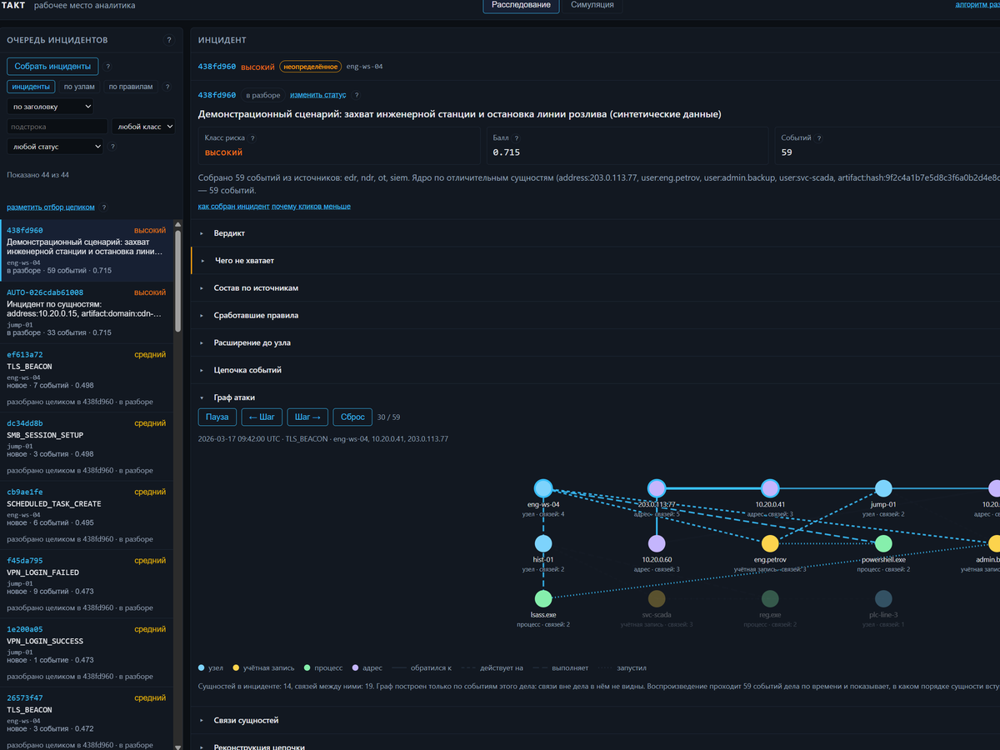 ТАКТ рабочее место аналитика
Расследование Симуляция
ОЧЕРЕДЬ ИНЦИДЕНТОВ ?
Собрать инциденты ?
инциденты по узлам по правилам ?
по заголовку
подстрока любой класс
любой статус ?
Показано 44 из 44
разметить отбор целиком ?
438fd960 ВЫСОКИЙ
Демонстрационный сценарий: захват
инженерной станции и остановка лини…
eng-ws-04
в разборе · 59 событий · 0.715
AUTO-026cdab61008 ВЫСОКИЙ
Инцидент по сущностям:
address:10.20.0.15, artifact:domain:cdn-…
jump-01
в разборе · 33 события · 0.715
ef613a72 средний
TLS_BEACON
eng-ws-04
новое · 7 событий · 0.498
разобрано целиком в 438fd960 · в разборе
dc34dd8b средний
SMB_SESSION_SETUP
jump-01
новое · 3 события · 0.498
разобрано целиком в 438fd960 · в разборе
cb9ae1fe средний
SCHEDULED_TASK_CREATE
eng-ws-04
новое · 6 событий · 0.495
разобрано целиком в 438fd960 · в разборе
f45da795 средний
VPN_LOGIN_FAILED
jump-01
новое · 9 событий · 0.473
разобрано целиком в 438fd960 · в разборе
1e200a05 средний
VPN_LOGIN_SUCCESS
jump-01
новое · 1 событие · 0.473
разобрано целиком в 438fd960 · в разборе
26573f47 средний
TLS_BEACON
eng-ws-04
новое · 3 события · 0.472
разобрано целиком в 438fd960 · в разборе
алгоритм раз
ИНЦИДЕНТ
438fd960 ВЫСОКИЙ неопределённое eng-ws-04
438fd960 в разборе изменить статус ?
Демонстрационный сценарий: захват инженерной станции и остановка линии розлива (синтетические данные)
Класс риска ?
ВЫСОКИЙ
Балл ?
0.715
Событий ?
59
Собрано 59 событий из источников: edr, ndr, ot, siem. Ядро по отличительным сущностям (address:203.0.113.77, user:eng.petrov, user:admin.backup, user:svc-scada, artifact:hash:9f2c4a1b7e5d8c3f6a0b2d4e8c
— 59 событий.
как собран инцидент почему кликов меньше
Вердикт
Чего не хватает
Состав по источникам
Сработавшие правила
Расширение до узла
Цепочка событий
Граф атаки
Пауза ← Шаг Шаг → Сброс 30 / 59
2026-03-17 09:42:00 UTC · TLS_BEACON · eng-ws-04, 10.20.0.41, 203.0.113.77
eng-ws-04 203.0.113.77 10.20.0.41 jump-01 10.20.
узел · связей: 4 адрес · связей: 5 адрес · связей: 3 узел · связей: 2 адрес · св
hist-01 10.20.0.60 eng.petrov powershell.exe admin.b
узел · связей: 2 адрес · связей: 3 учётная запись · связей: 3 процесс · связей: 2 учётная запис
lsass.exe svc-scada reg.exe plc-line-3
процесс · связей: 2 учётная запись · связей: 3 процесс · связей: 2 узел · связей: 1
узел учётная запись процесс адрес обратился к действует на выполняет запустил
Сущностей в инциденте: 14, связей между ними: 19. Граф построен только по событиям этого дела: связи вне дела в нём не видны. Воспроизведение проходит 59 событий дела по времени и показывает, в каком порядке сущности всту
Связи сущностей
Реконструкция цепочки